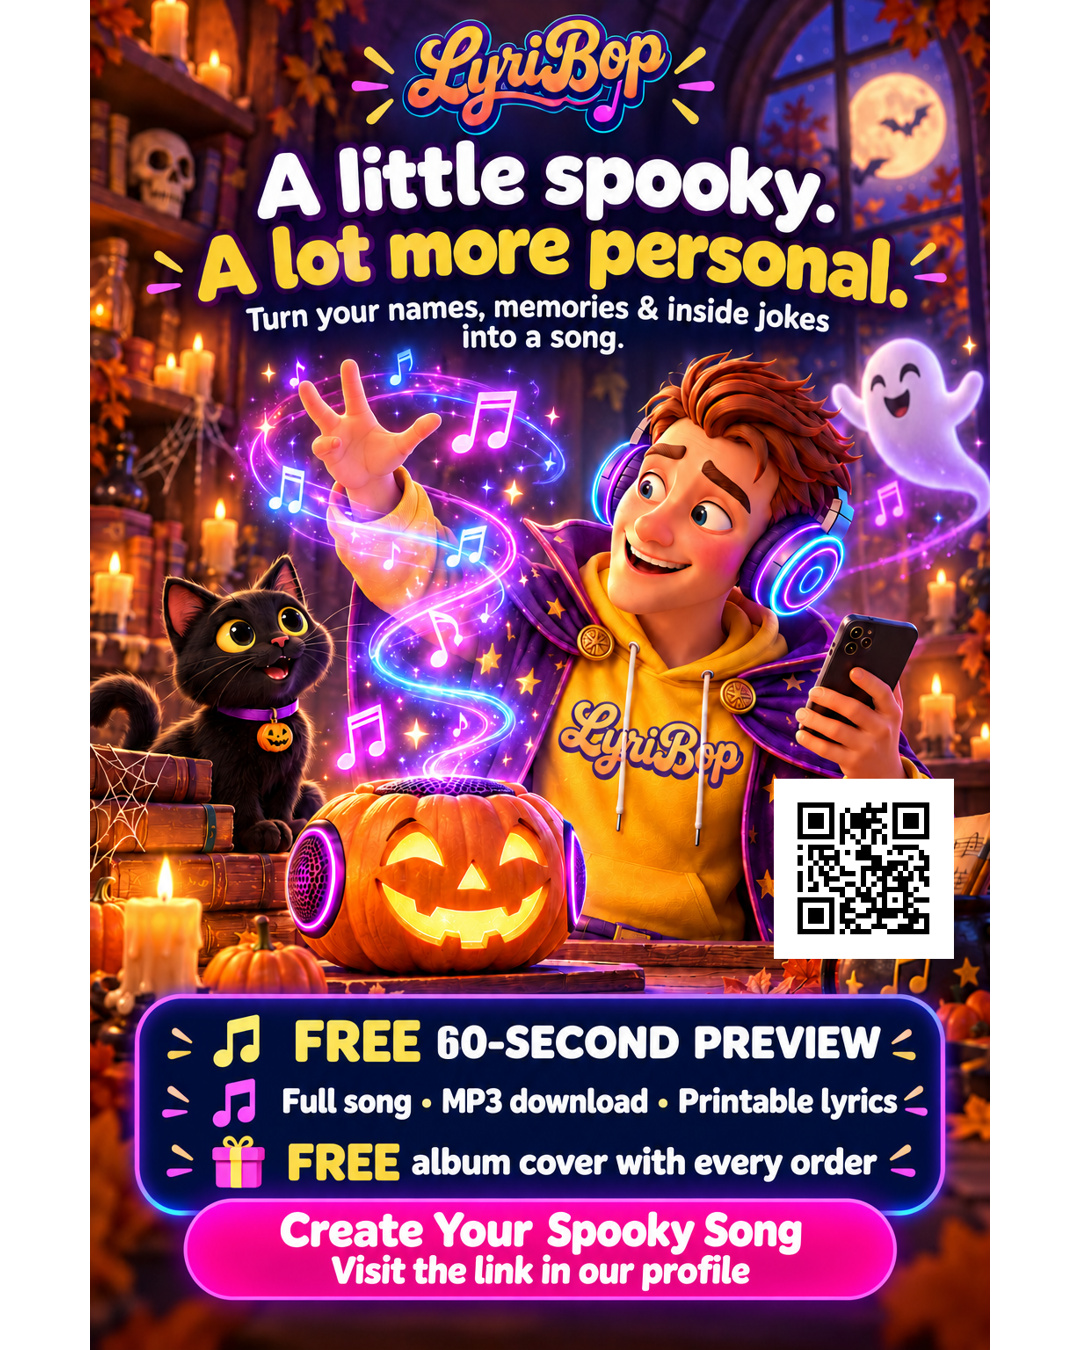 LyriBop
A little spooky.
A lot more personal.
Turn your names, memories & inside jokes
into a song.
LyriBop
FREE 60-SECOND PREVIEW
Full song • MP3 download • Printable lyrics
FREE album cover with every order
Create Your Spooky Song
Visit the link in our profile